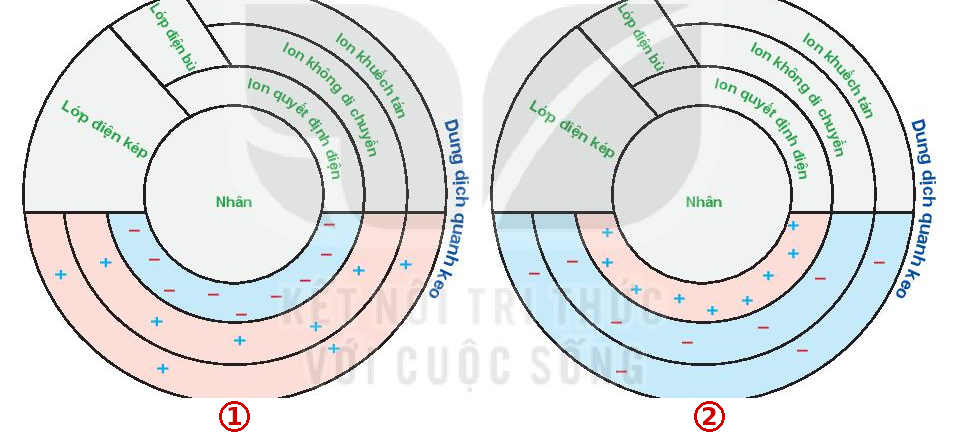 Lớp điện bù
Ion khuếch tán
Ion không di chuyển
Ion quyết định điện
Lớp điện kép
Nhân
Dung dịch quanh keo
1
Lớp điện bù
Ion khuếch tán
Ion không di chuyển
Ion quyết định điện
Lớp điện kép
Nhân
Dung dịch quanh keo
2
KẾT NỐI TRI THỨC
VỚI CUỘC SỐNG